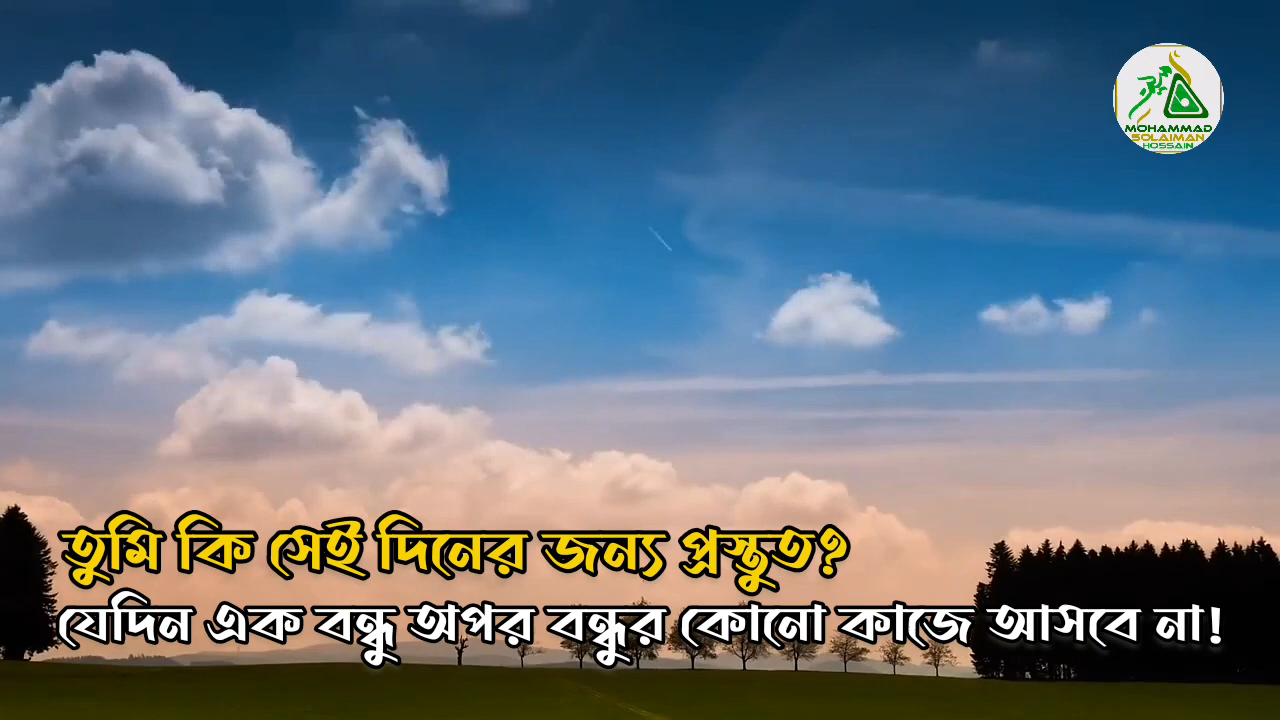 MOHAMMAD
SOLAIMAN
HOSSAIN
তুমি কি সেই দিনের জন্য প্রস্তুত?
যেদিন এক বন্ধু অপর বন্ধুর কোনো কাজে আসবে না!